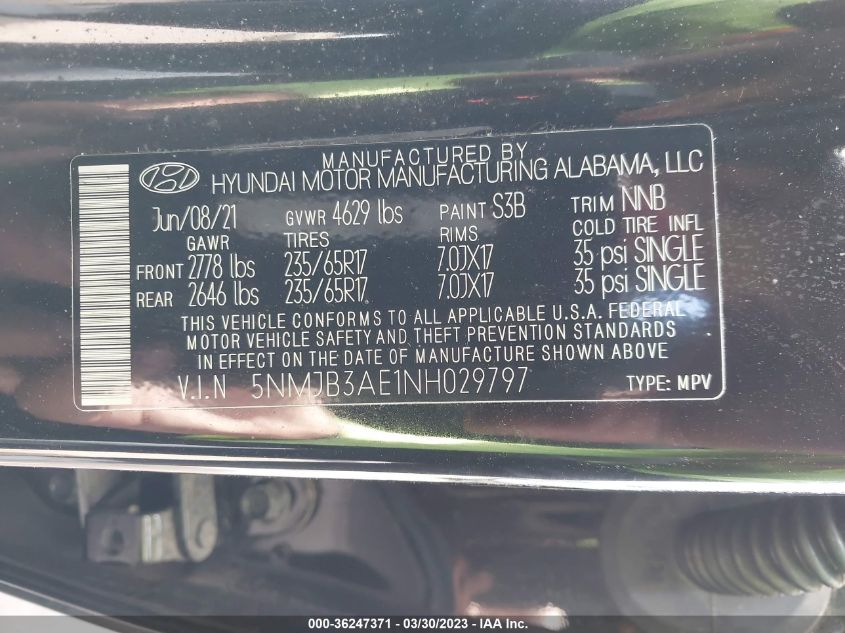 MANUFACTURED BY
HYUNDAI MOTOR MANUFACTURING ALABAMA, LLC
Jun/08/21 GVWR 4629 lbs PAINT S3B TRIM NNB
GAWR TIRES RIMS COLD TIRE INFL
FRONT 2778 lbs 235/65R17 7.0JX17 35 psi SINGLE
REAR 2646 lbs 235/65R17 7.0JX17 35 psi SINGLE
THIS VEHICLE CONFORMS TO ALL APPLICABLE U.S.A. FEDERAL
MOTOR VEHICLE SAFETY AND THEFT PREVENTION STANDARDS
IN EFFECT ON THE DATE OF MANUFACTURE SHOWN ABOVE
V.I.N 5NMJB3AE1NH029797 TYPE: MPV
000-36247371 - 03/30/2023 - IAA Inc.